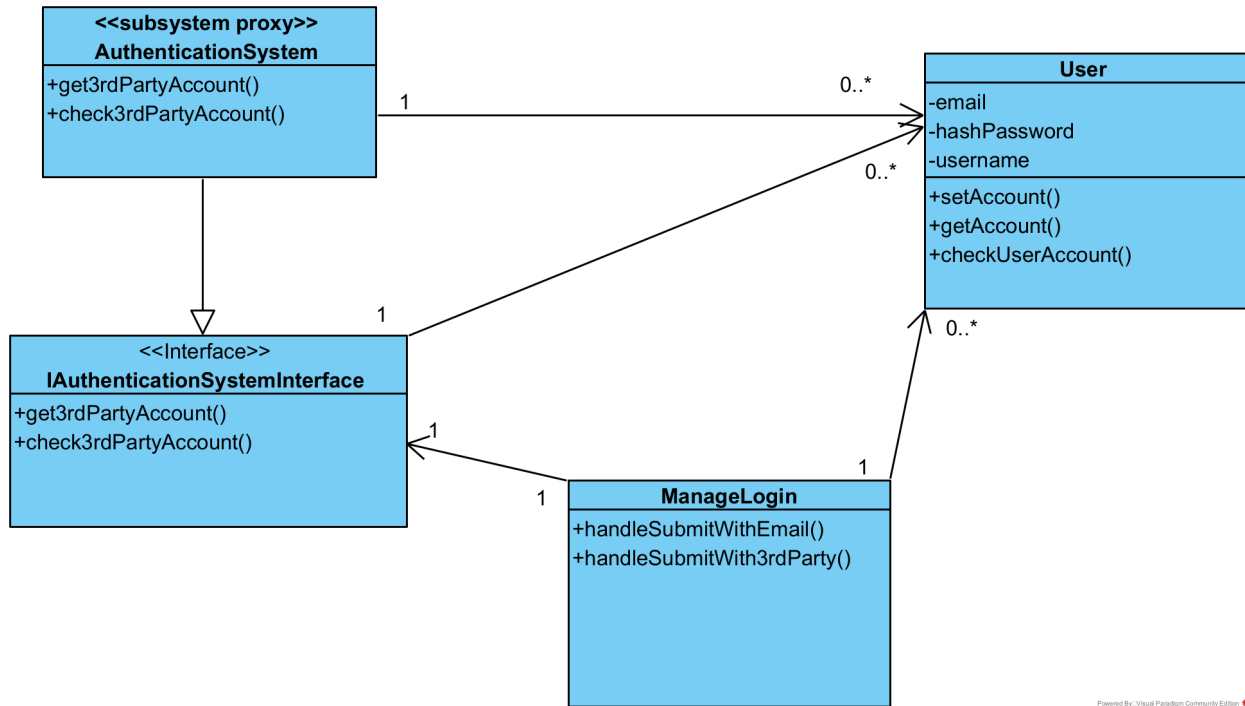 <<subsystem proxy>>
AuthenticationSystem
+get3rdPartyAccount()
+check3rdPartyAccount()
1
0..*
User
-email
-hashPassword
-username
+setAccount()
+getAccount()
+checkUserAccount()
0..*
1
0..*
<<Interface>>
IAuthenticationSystemInterface
+get3rdPartyAccount()
+check3rdPartyAccount()
1
1
1
ManageLogin
+handleSubmitWithEmail()
+handleSubmitWith3rdParty()
Powered By: Visual Paradigm Community Edition